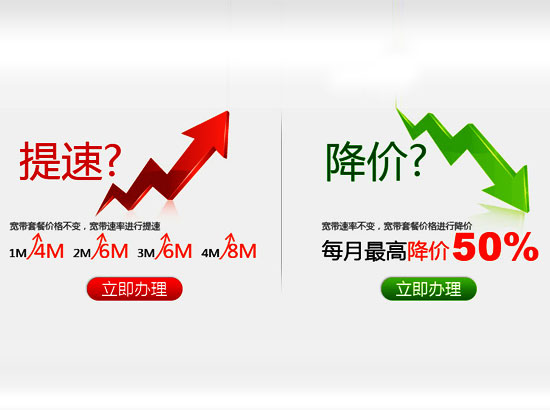 提速?
宽带套餐价格不变，宽带速率进行提速
1M 4M 2M 6M 3M 6M 4M 8M
立即办理
降价?
宽带速率不变，宽带套餐价格进行降价
每月最高降价50%
立即办理